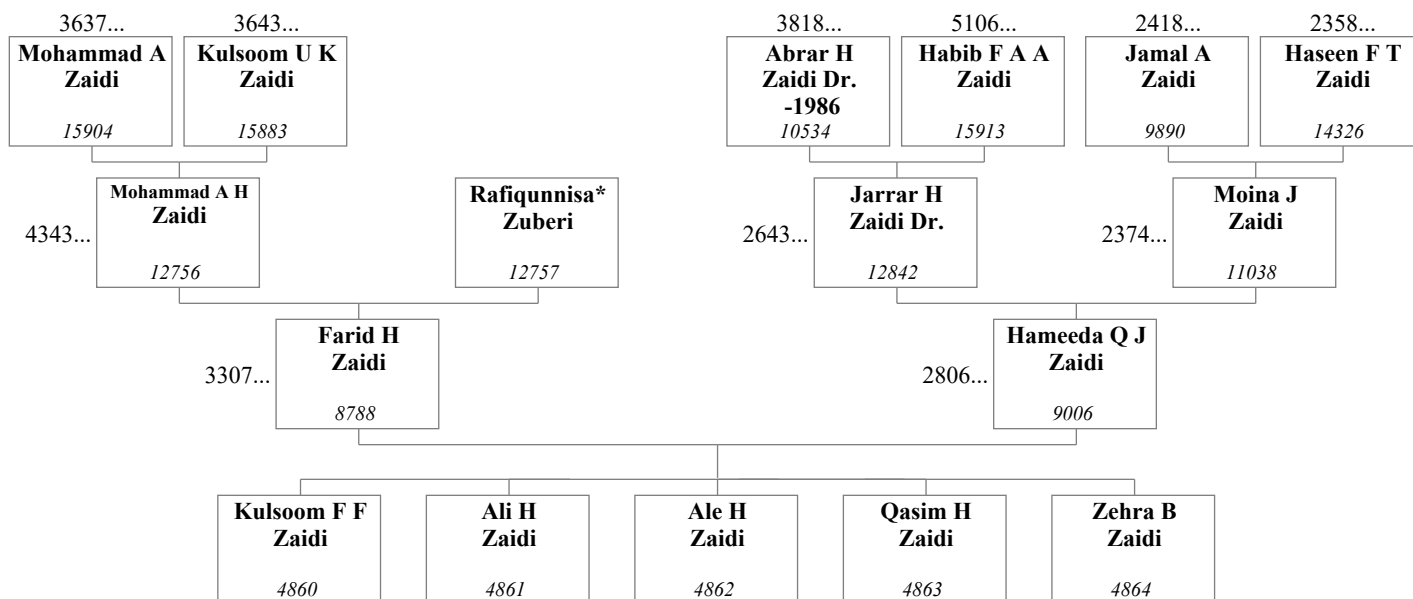 3637...
3643...
3818...
5106...
2418...
2358...
Mohammad A
Zaidi
15904
Kulsoom U K
Zaidi
15883
Abrar H
Zaidi Dr.
-1986
10534
Habib F A A
Zaidi
15913
Jamal A
Zaidi
9890
Haseen F T
Zaidi
14326
4343...
Mohammad A H
Zaidi
12756
Rafiqunnisa*
Zuberi
12757
2643...
Jarrar H
Zaidi Dr.
12842
2374...
Moina J
Zaidi
11038
3307...
Farid H
Zaidi
8788
2806...
Hameeda Q J
Zaidi
9006
Kulsoom F F
Zaidi
4860
Ali H
Zaidi
4861
Ale H
Zaidi
4862
Qasim H
Zaidi
4863
Zehra B
Zaidi
4864